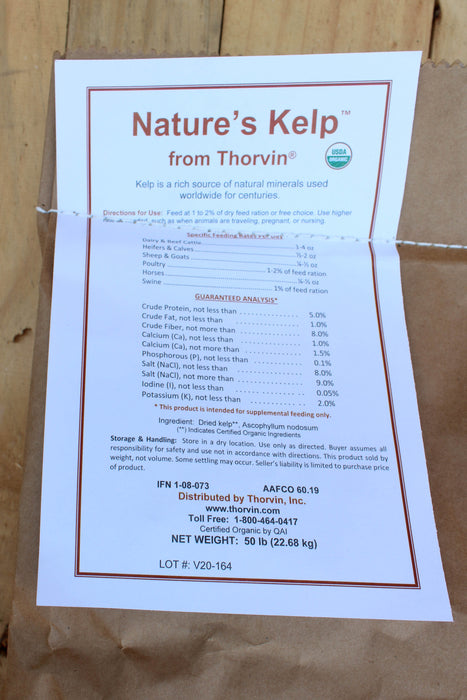 Nature's Kelp™
from Thorvin®
USDA
ORGANIC
Kelp is a rich source of natural minerals used
worldwide for centuries.
Directions for Use: Feed at 1 to 2% of dry feed ration or free choice. Use higher
when needed, such as when animals are traveling, pregnant, or nursing.
Specific Feeding Rates Per Day
Dairy & Beef Cattle
Heifers & Calves 1-4 oz
Sheep & Goats ½-2 oz
Poultry ¼-½ oz
Horses 1-2% of feed ration
Swine ¼-½ oz
1% of feed ration
GUARANTEED ANALYSIS*
Crude Protein, not less than 5.0%
Crude Fat, not less than 1.0%
Crude Fiber, not more than 8.0%
Calcium (Ca), not less than 1.0%
Calcium (Ca), not more than 1.5%
Phosphorous (P), not less than 0.1%
Salt (NaCl), not less than 8.0%
Salt (NaCl), not more than 9.0%
Iodine (I), not less than 0.05%
Potassium (K), not less than 2.0%
* This product is intended for supplemental feeding only.
Ingredient: Dried kelp**, Ascophyllum nodosum
(**) Indicates Certified Organic Ingredients
Storage & Handling: Store in a dry location. Use only as directed. Buyer assumes all
responsibility for safety and use not in accordance with directions. This product sold by
weight, not volume. Some settling may occur. Seller's liability is limited to purchase price
of product.
IFN 1-08-073 AAFCO 60.19
Distributed by Thorvin, Inc.
www.thorvin.com
Toll Free: 1-800-464-0417
Certified Organic by QAI
NET WEIGHT: 50 lb (22.68 kg)
LOT #: V20-164